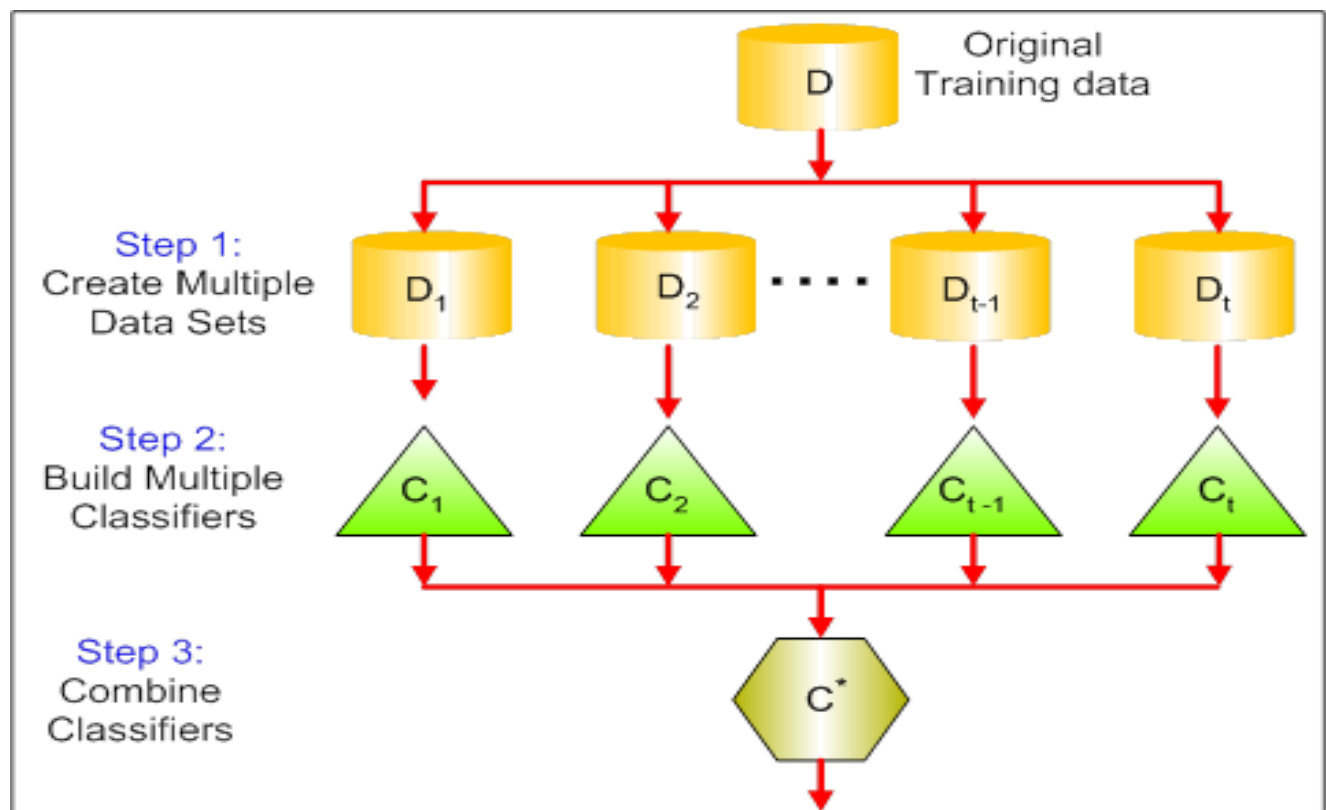 D
Original
Training data
Step 1:
Create Multiple
Data Sets
D₁
D₂
....
Dₜ₋₁
Dₜ
Step 2:
Build Multiple
Classifiers
C₁
C₂
Cₜ₋₁
Cₜ
Step 3:
Combine
Classifiers
C*